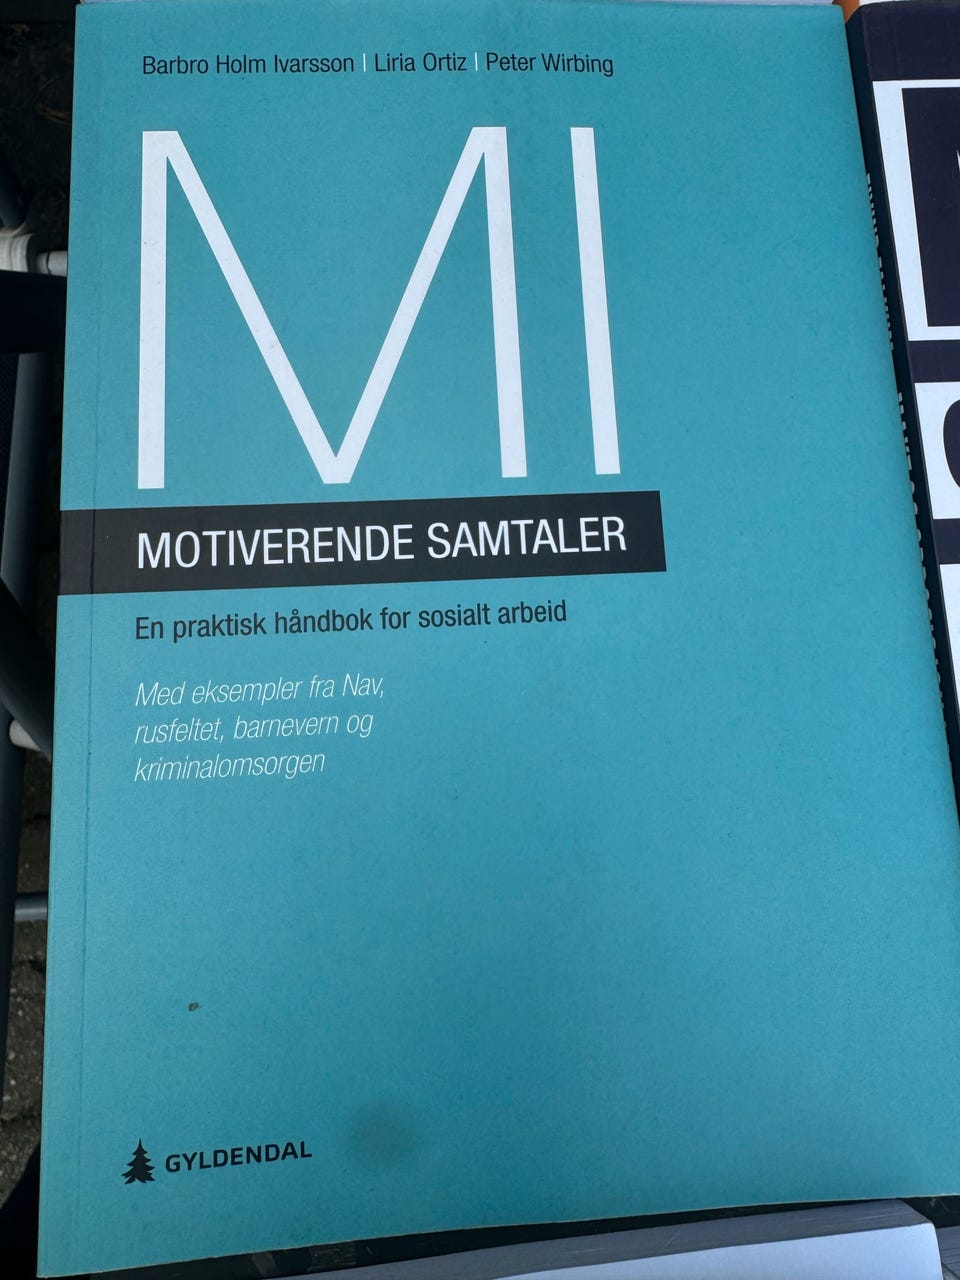 Barbro Holm Ivarsson | Liria Ortiz | Peter Wirbing
MI
MOTIVERENDE SAMTALER
En praktisk håndbok for sosialt arbeid
Med eksempler fra Nav,
rusfeltet, barnevern og
kriminalomsorgen
GYLDENDAL